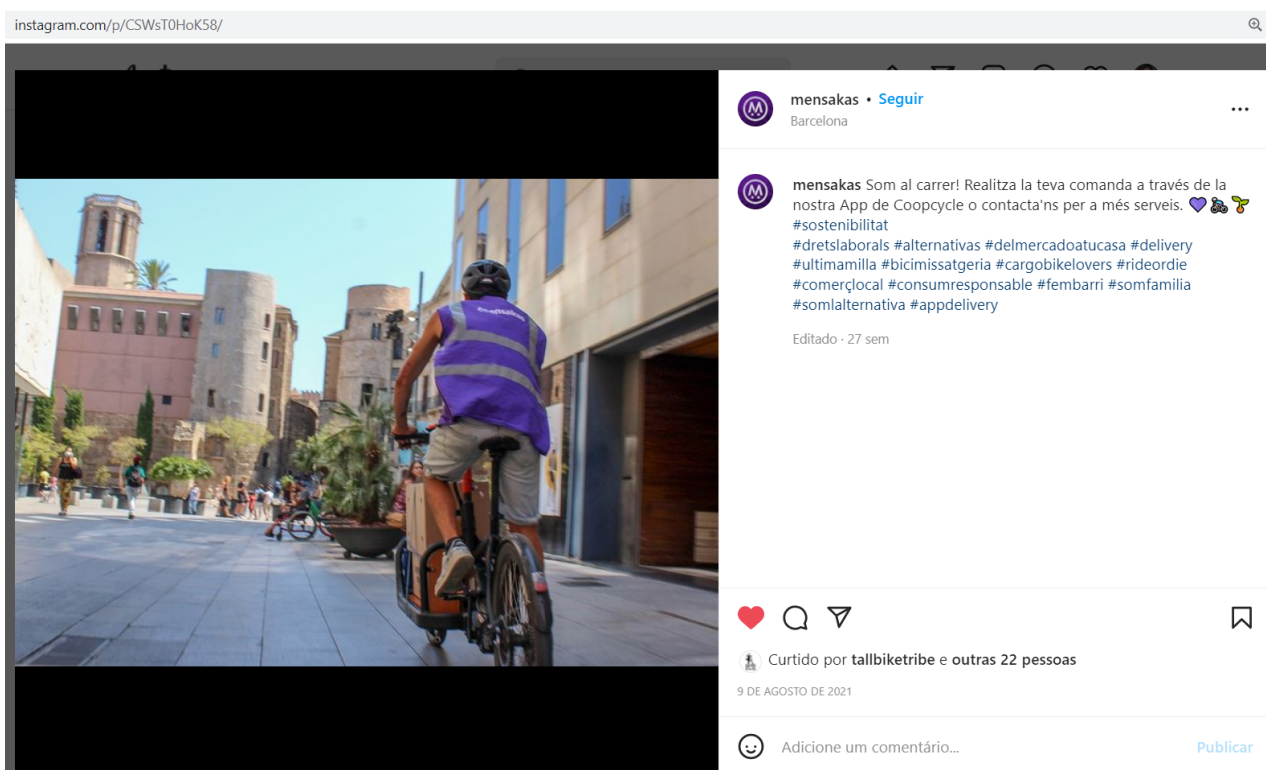 instagram.com/p/CSWsT0HoK58/
mensakas • Seguir
Barcelona
mensakas Som al carrer! Realitza la teva comanda a través de la
nostra App de Coopcycle o contacta'ns per a més serveis. 💜🚴🌱
#sostenibilitat
#dretslaborals #alternativas #delmercadoatucasa #delivery
#ultimamilla #bicimissatgeria #cargobikelovers #rideordie
#comerçlocal #consumresponsable #fembarri #somfamilia
#somlalternativa #appdelivery
Editado · 27 sem
Curtido por tallbiketribe e outras 22 pessoas
9 DE AGOSTO DE 2021
Adicione um comentário...
Publicar